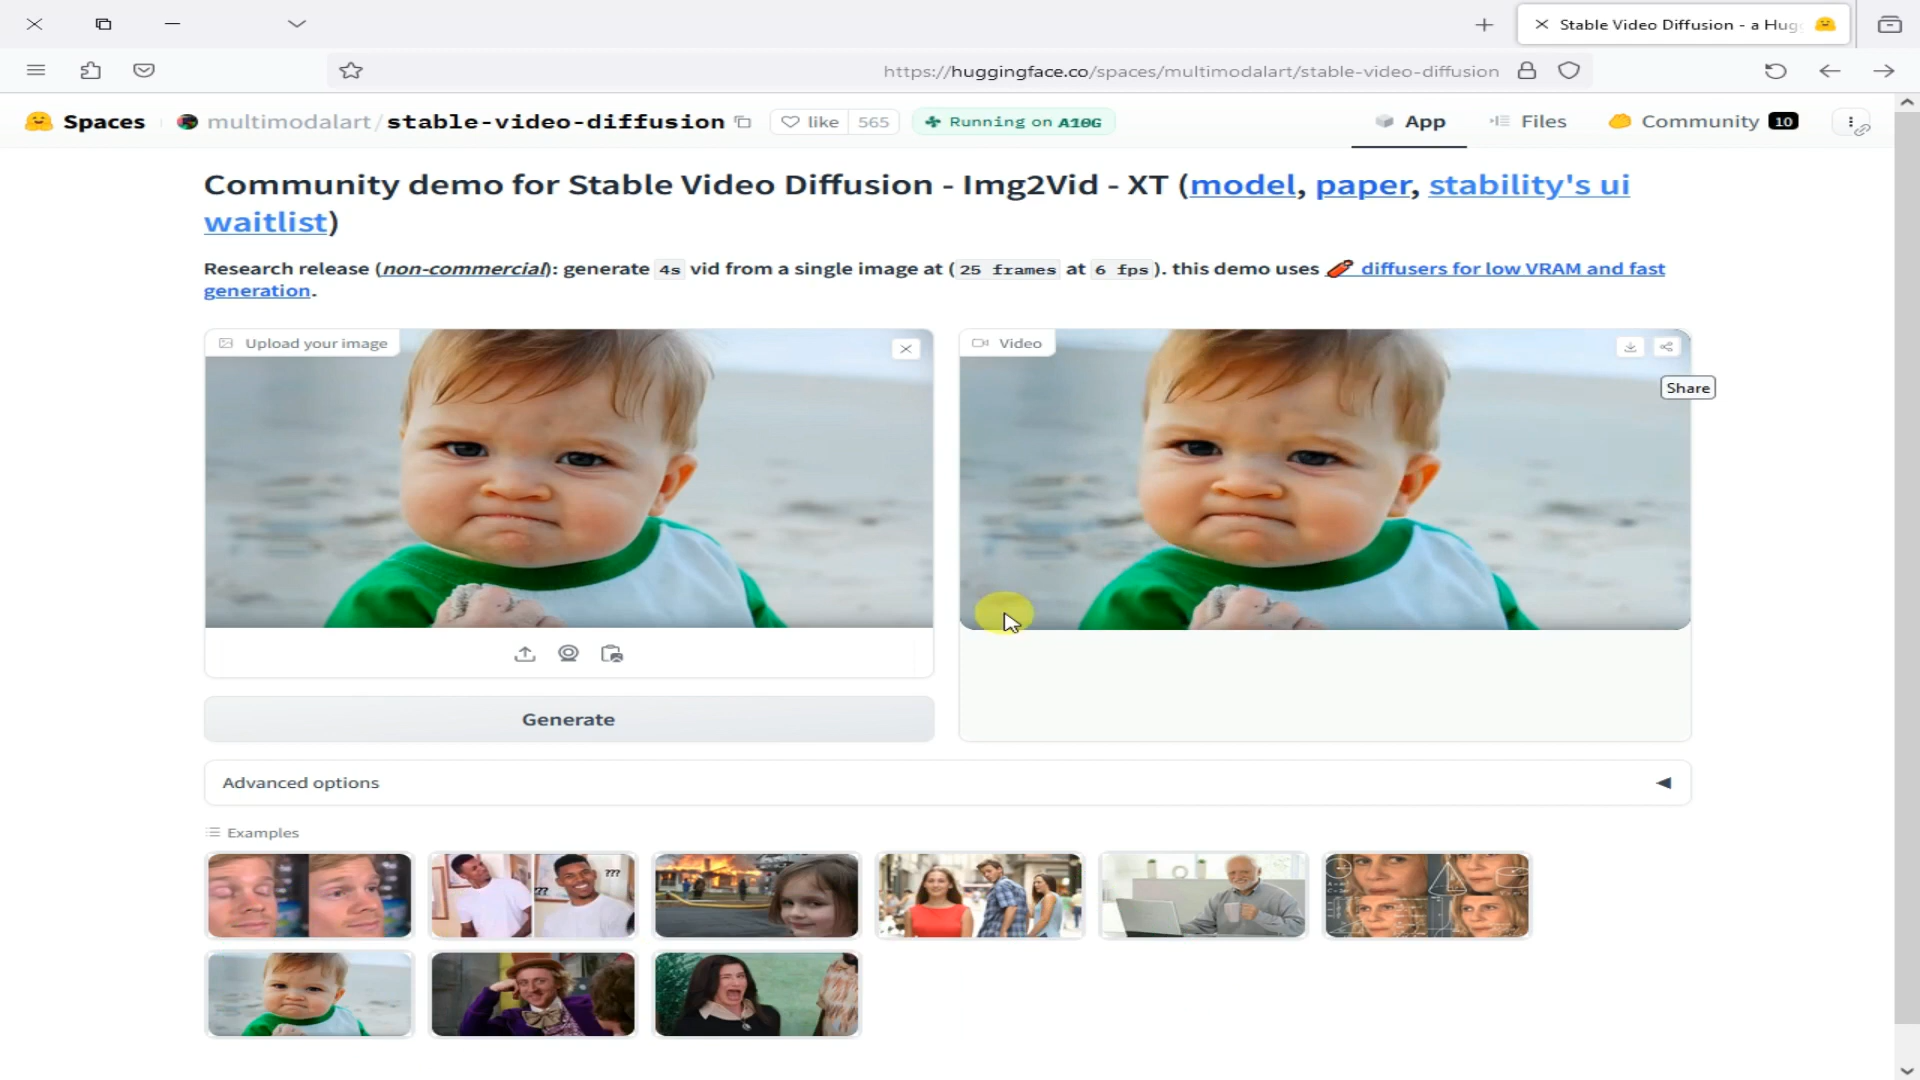 Stable Video Diffusion - a Hug
https://huggingface.co/spaces/multimodalart/stable-video-diffusion
Spaces multimodalart/stable-video-diffusion like 565 Running on A10G App Files Community 10
Community demo for Stable Video Diffusion - Img2Vid - XT (model, paper, stability's ui
waitlist)
Research release (non-commercial): generate 4s vid from a single image at (25 frames at 6 fps). this demo uses 🧨 diffusers for low VRAM and fast
generation.
Upload your image
Video
Share
Generate
Advanced options
Examples
??
???